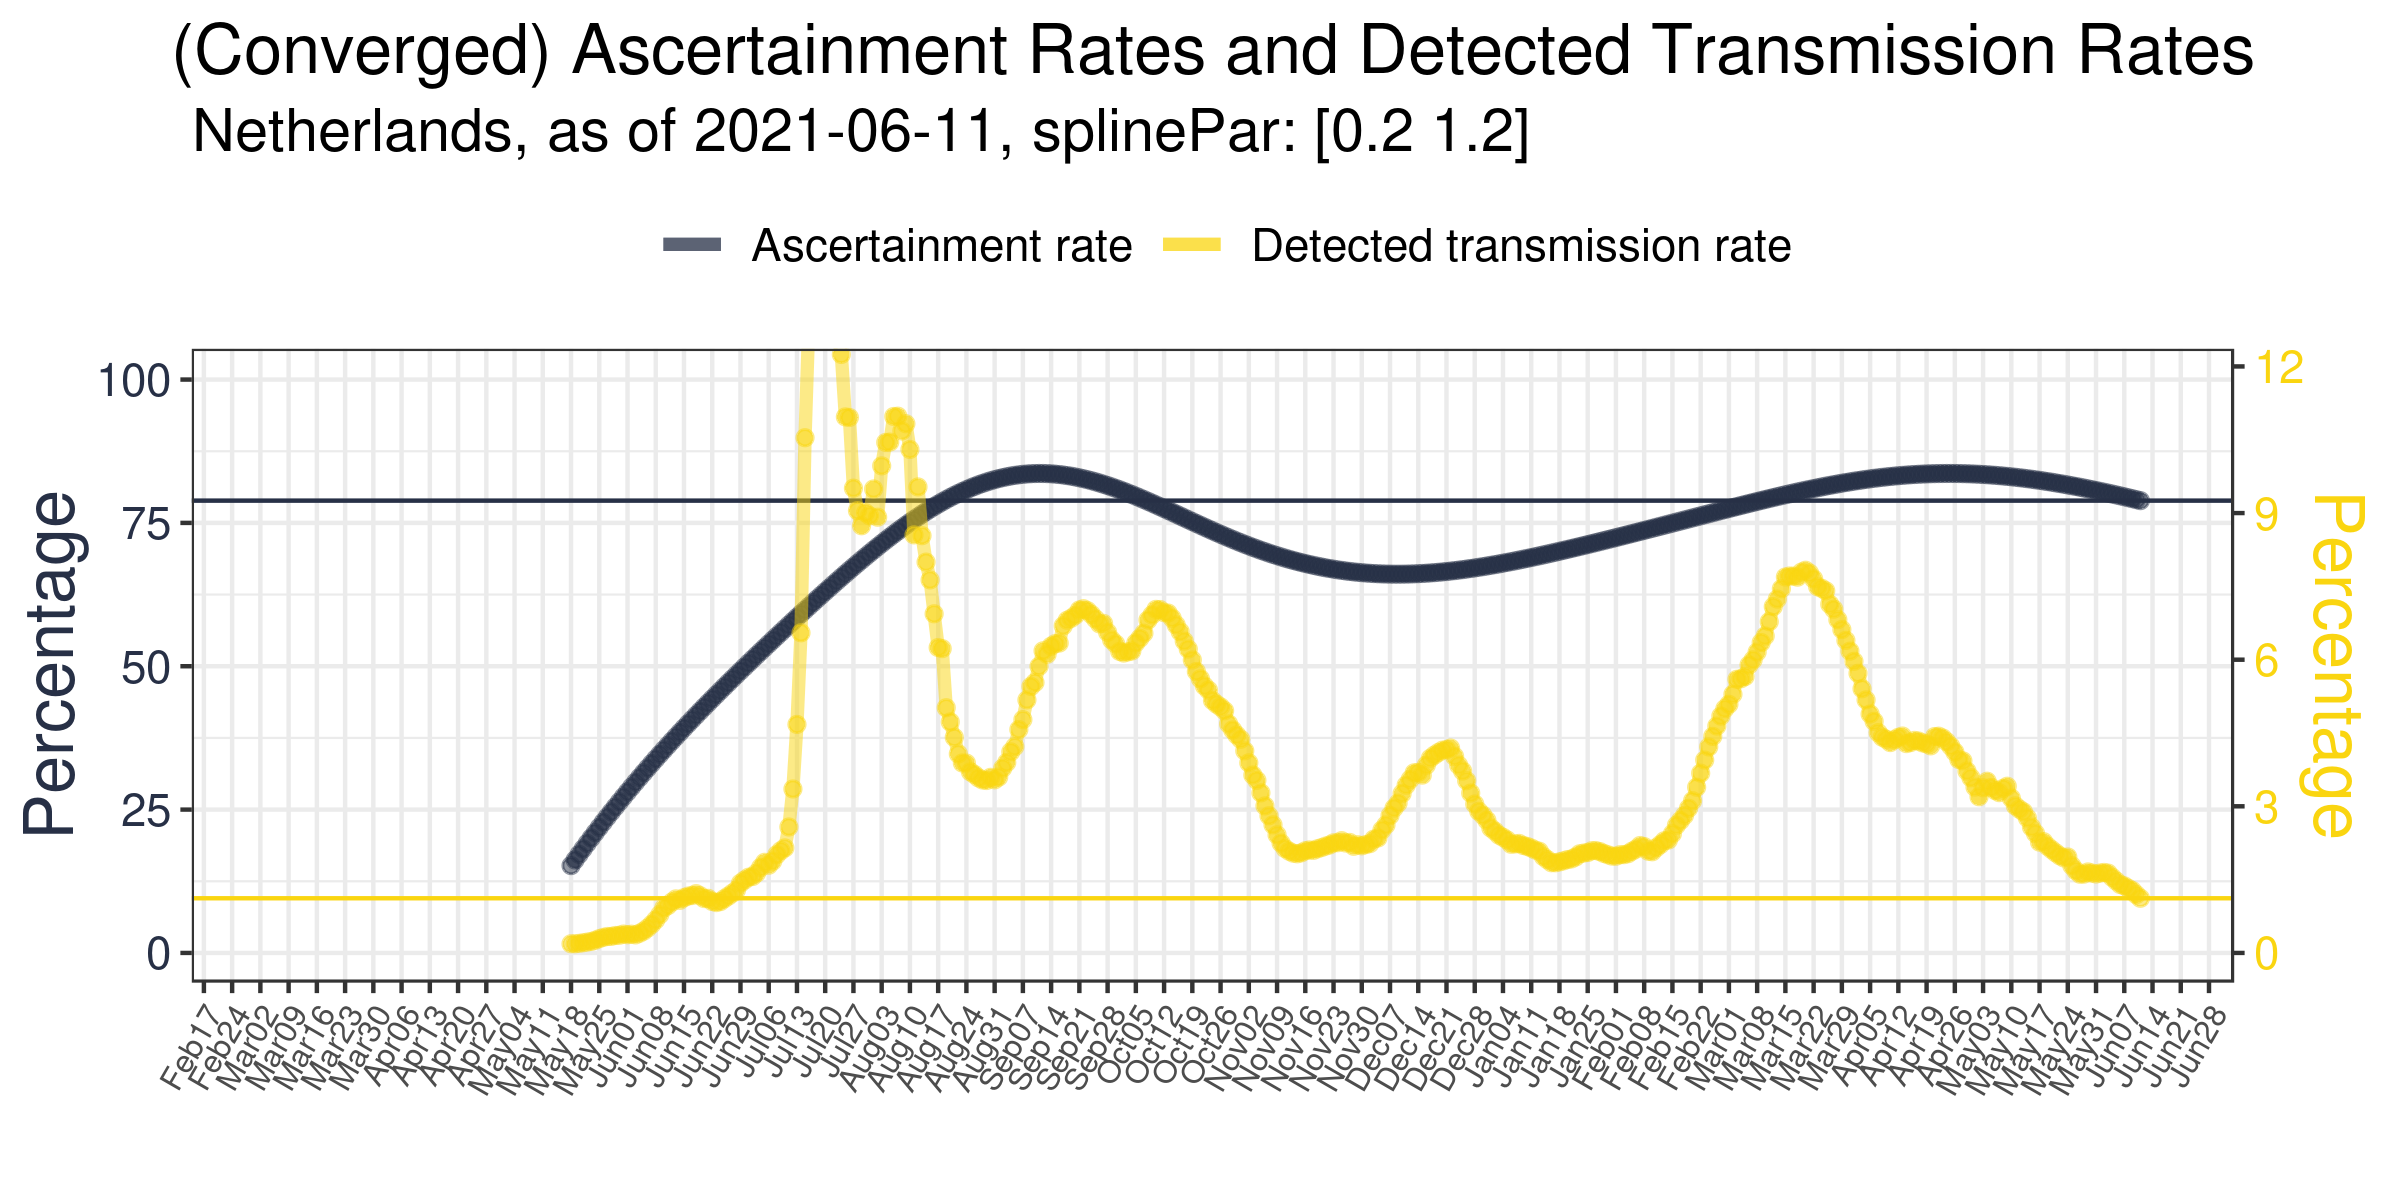 (Converged) Ascertainment Rates and Detected Transmission Rates
Netherlands, as of 2021-06-11, splinePar: [0.2 1.2]
Ascertainment rate
Detected transmission rate
Percentage
100
75
50
25
0
12
9
6
3
0
Percentage
Feb17
Feb24
Mar02
Mar09
Mar16
Mar23
Mar30
Apr06
Apr13
Apr20
Apr27
May04
May11
May18
May25
Jun01
Jun08
Jun15
Jun22
Jun29
Jul06
Jul13
Jul20
Jul27
Aug03
Aug10
Aug17
Aug24
Aug31
Sep07
Sep14
Sep21
Sep28
Oct05
Oct12
Oct19
Oct26
Nov02
Nov09
Nov16
Nov23
Nov30
Dec07
Dec14
Dec21
Dec28
Jan04
Jan11
Jan18
Jan25
Feb01
Feb08
Feb15
Feb22
Mar01
Mar08
Mar15
Mar22
Mar29
Apr05
Apr12
Apr19
Apr26
May03
May10
May17
May24
May31
Jun07
Jun14
Jun21
Jun28